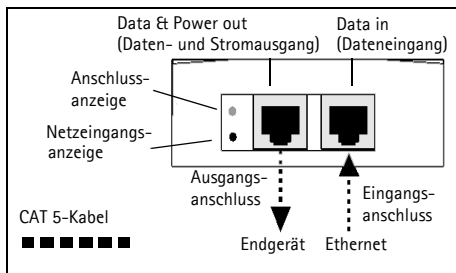 Data & Power out
(Daten- und Stromausgang)
Data in
(Dateneingang)
Anschluss-
anzeige
Netzeingangs-
anzeige
Ausgangs-
anschluss
Eingangs-
anschluss
CAT 5-Kabel
Endgerät
Ethernet